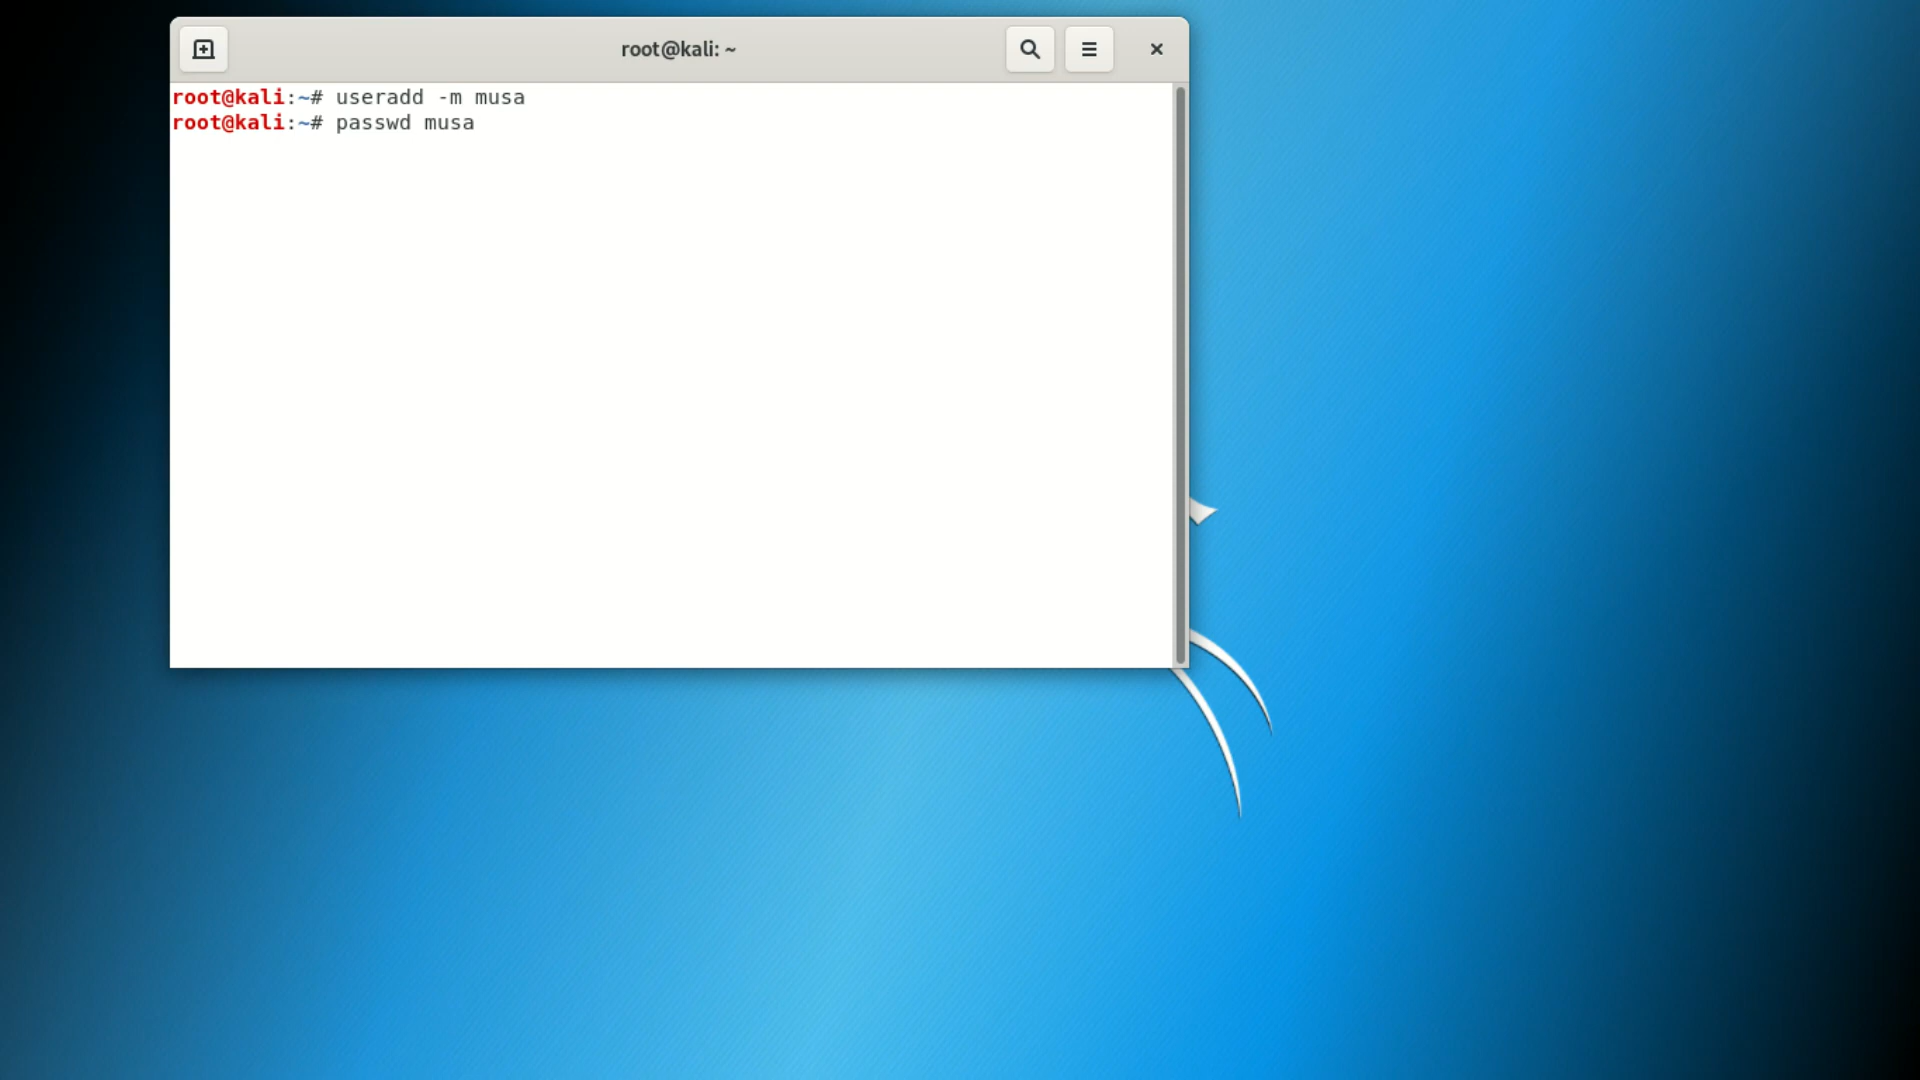 root@kali: ~
root@kali:~# useradd -m musa
root@kali:~# passwd musa